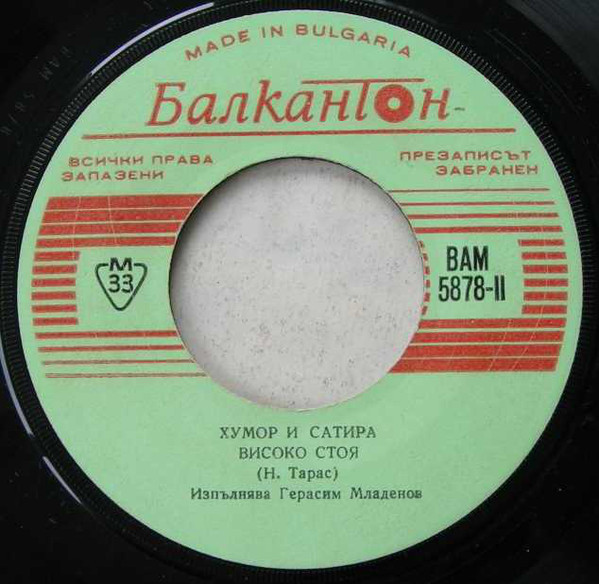 MADE IN BULGARIA
Балкантон
ВСИЧКИ ПРАВА
ЗАПАЗЕНИ
ПРЕЗАПИСЪТ
ЗАБРАНЕН
М
33
ВАМ
5878-II
ХУМОР И САТИРА
ВИСОКО СТОЯ
(Н. Тарас)
Изпълнява Герасим Младенов